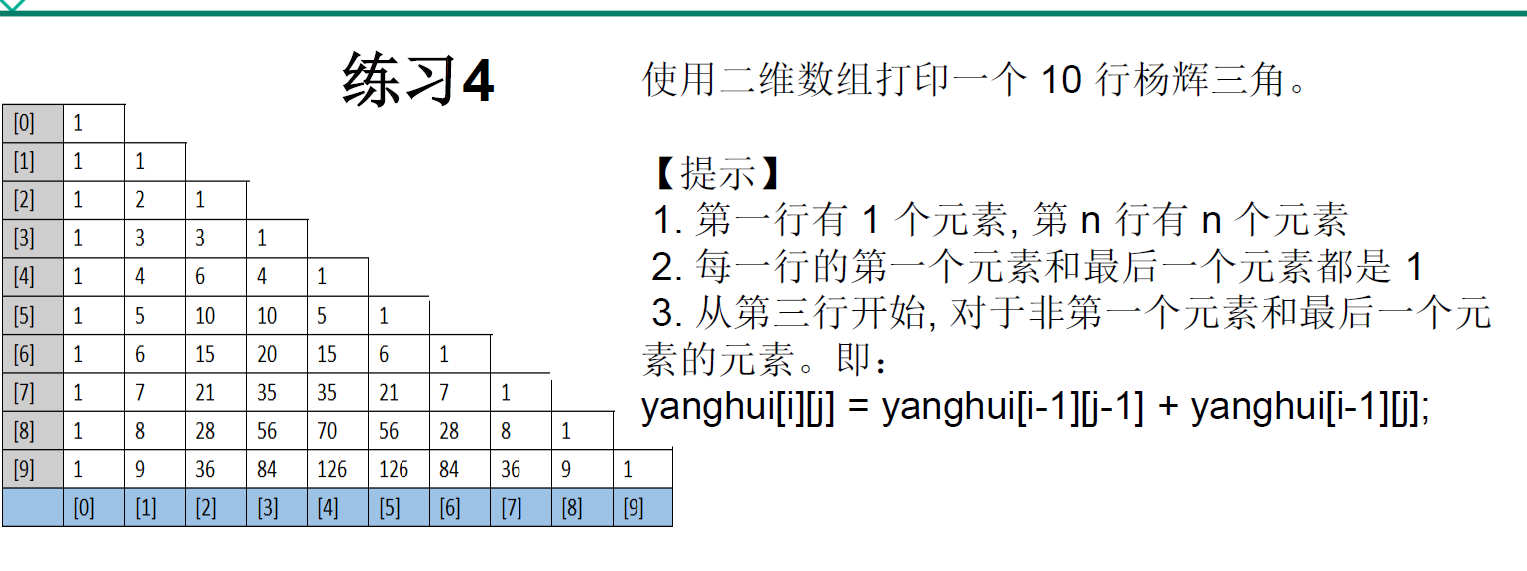 练习4
使用二维数组打印一个 10 行杨辉三角。
【提示】
1. 第一行有 1 个元素, 第 n 行有 n 个元素
2. 每一行的第一个元素和最后一个元素都是 1
3. 从第三行开始, 对于非第一个元素和最后一个元
素的元素。即：
yanghui[i][j] = yanghui[i-1][j-1] + yanghui[i-1][j];
[0] 1
[1] 1 1
[2] 1 2 1
[3] 1 3 3 1
[4] 1 4 6 4 1
[5] 1 5 10 10 5 1
[6] 1 6 15 20 15 6 1
[7] 1 7 21 35 35 21 7 1
[8] 1 8 28 56 70 56 28 8 1
[9] 1 9 36 84 126 126 84 36 9 1
[0] [1] [2] [3] [4] [5] [6] [7] [8] [9]